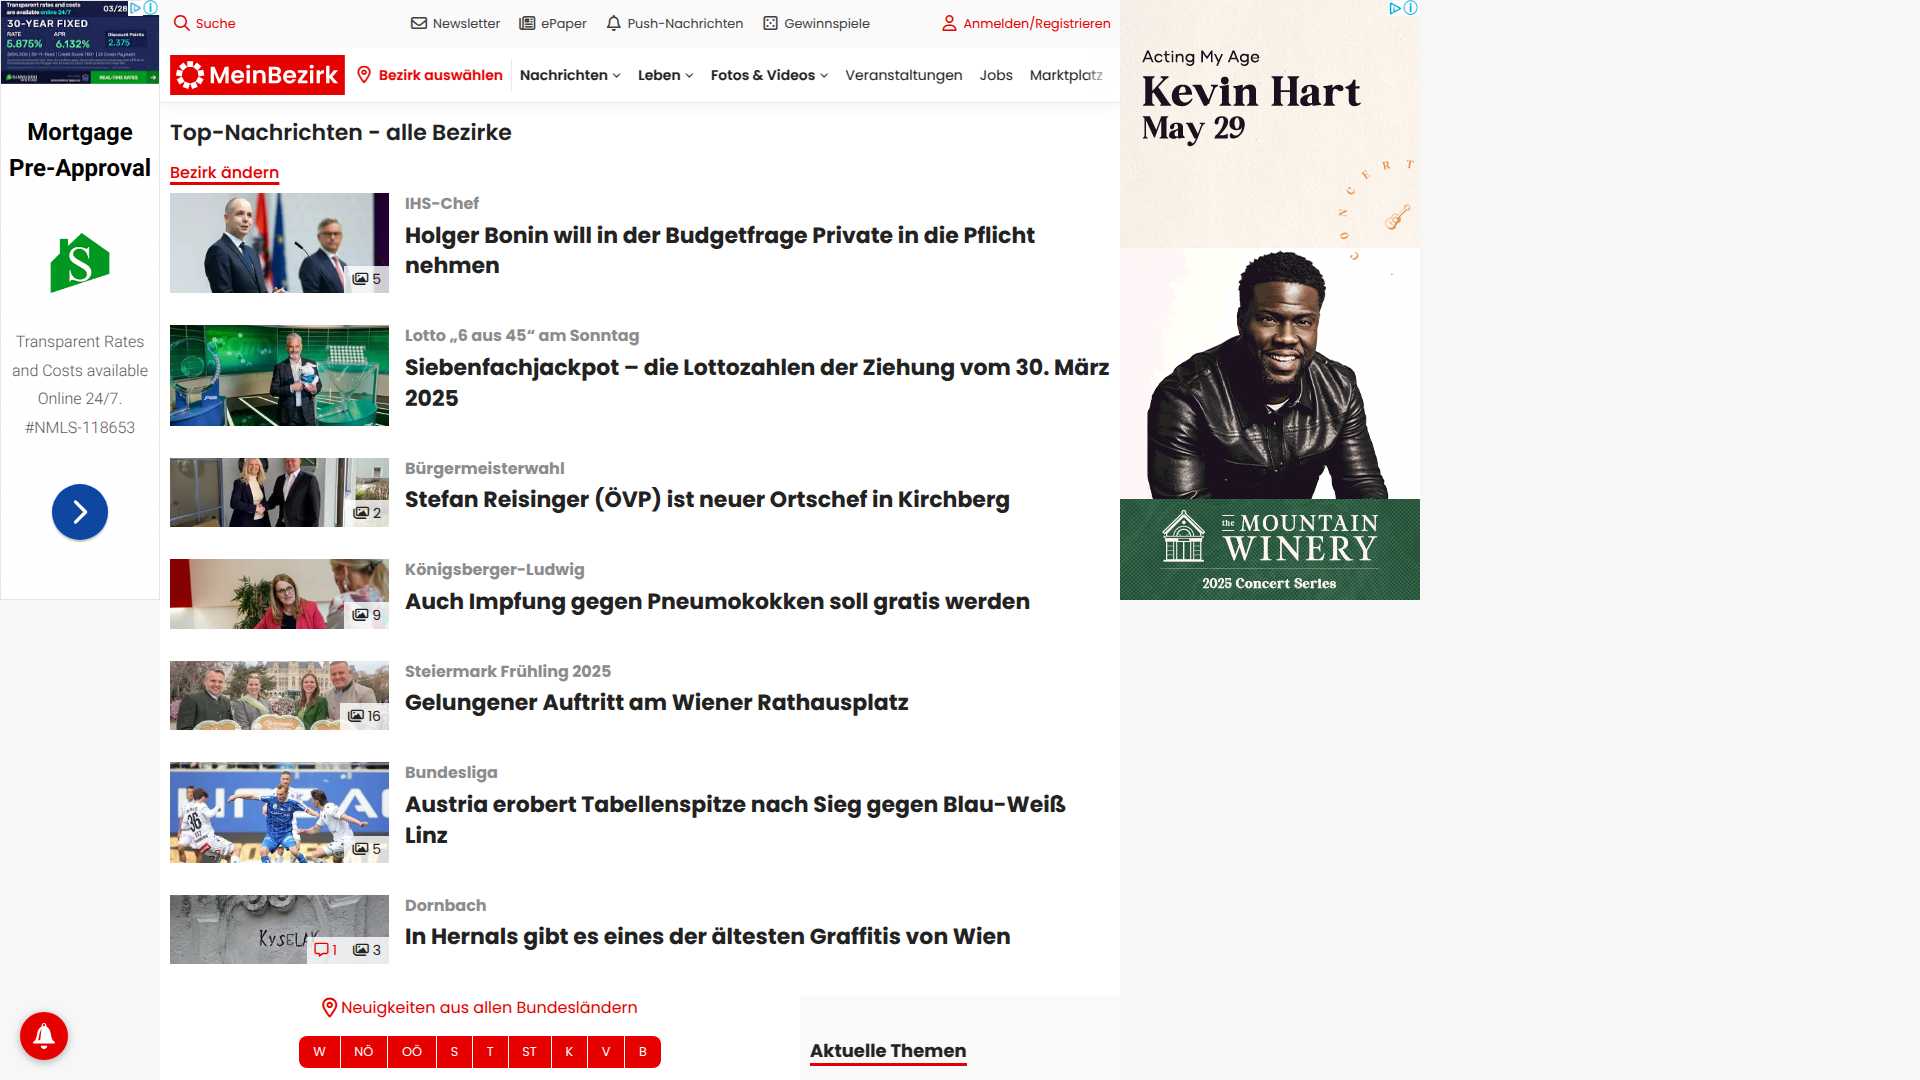 Transparent rates and costs
are available online 24/7
03/28
30-YEAR FIXED
RATE
APR
Discount Points
5.875%
6.132%
2.375
REAL-TIME RATES
Mortgage
Pre-Approval
S
Transparent Rates
and Costs available
Online 24/7.
#NMLS-118653
Suche
Newsletter
ePaper
Push-Nachrichten
Gewinnspiele
Anmelden/Registrieren
MeinBezirk
Bezirk auswählen
Nachrichten
Leben
Fotos & Videos
Veranstaltungen
Jobs
Marktplatz
Top-Nachrichten - alle Bezirke
Bezirk ändern
5
IHS-Chef
Holger Bonin will in der Budgetfrage Private in die Pflicht
nehmen
Lotto „6 aus 45“ am Sonntag
Siebenfachjackpot – die Lottozahlen der Ziehung vom 30. März
2025
2
Bürgermeisterwahl
Stefan Reisinger (ÖVP) ist neuer Ortschef in Kirchberg
9
Königsberger-Ludwig
Auch Impfung gegen Pneumokokken soll gratis werden
16
Steiermark Frühling 2025
Gelungener Auftritt am Wiener Rathausplatz
36
5
Bundesliga
Austria erobert Tabellenspitze nach Sieg gegen Blau-Weiß
Linz
KYSELAK
1
3
Dornbach
In Hernals gibt es eines der ältesten Graffitis von Wien
Neuigkeiten aus allen Bundesländern
W
NÖ
OÖ
S
T
ST
K
V
B
Aktuelle Themen
Acting My Age
Kevin Hart
May 29
CONCERT
the MOUNTAIN
WINERY
2025 Concert Series